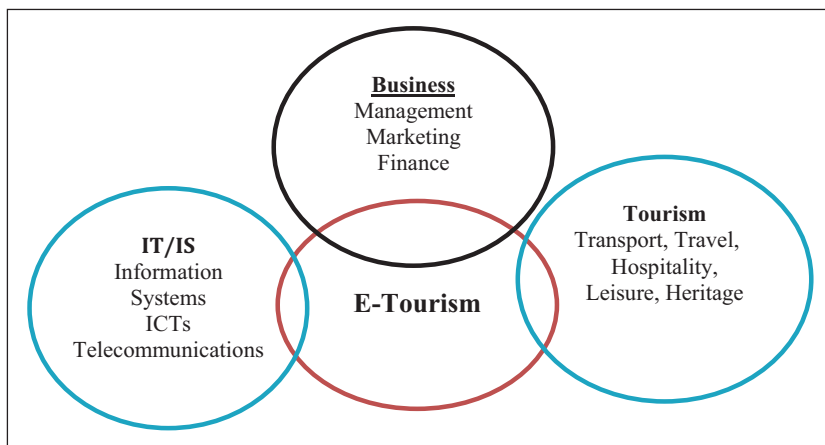 Business
Management
Marketing
Finance
IT/IS
Information
Systems
ICTs
Telecommunications
E-Tourism
Tourism
Transport, Travel,
Hospitality,
Leisure, Heritage